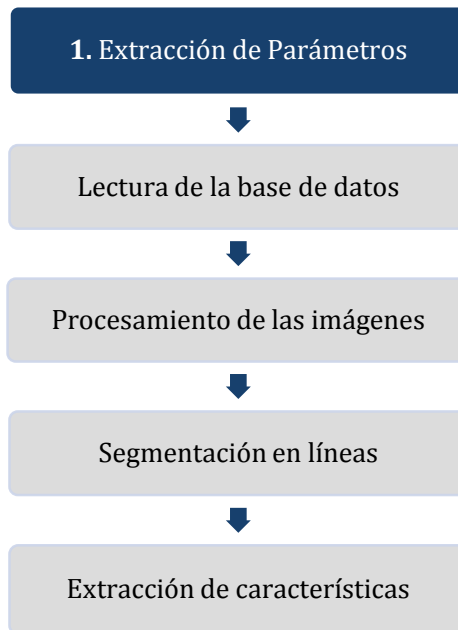 1. Extracción de Parámetros
Lectura de la base de datos
Procesamiento de las imágenes
Segmentación en líneas
Extracción de características